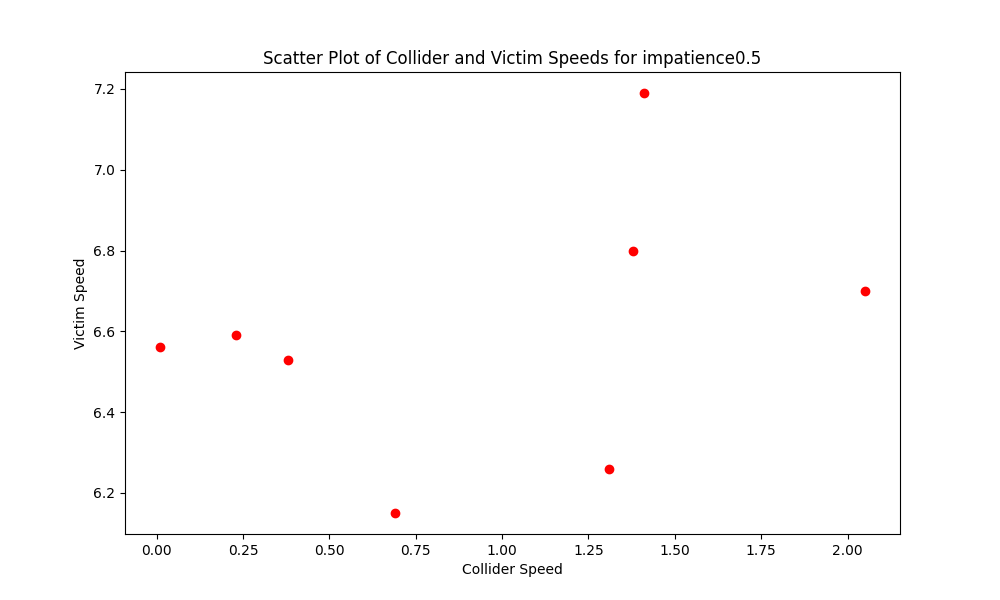 Scatter Plot of Collider and Victim Speeds for impatience0.5
7.2
7.0
6.8
6.6
6.4
6.2
Victim Speed
0.00 0.25 0.50 0.75 1.00 1.25 1.50 1.75 2.00
Collider Speed